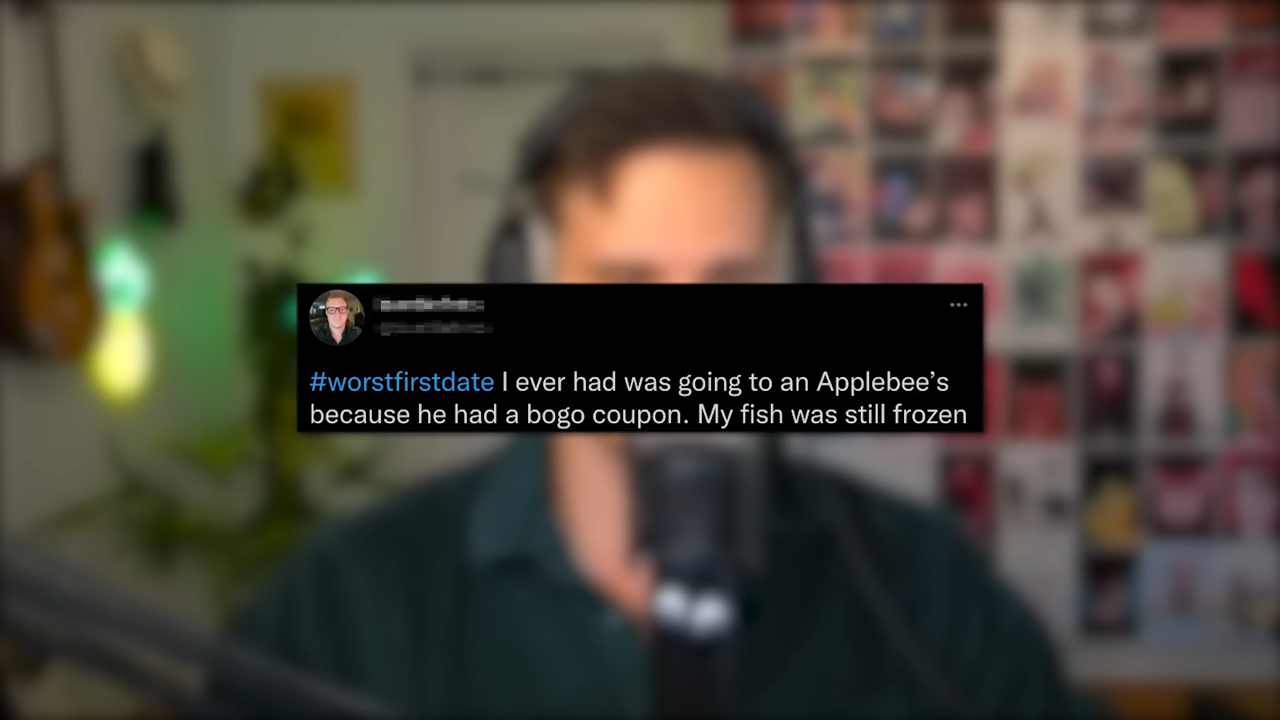 #worstfirstdate I ever had was going to an Applebee’s
because he had a bogo coupon. My fish was still frozen